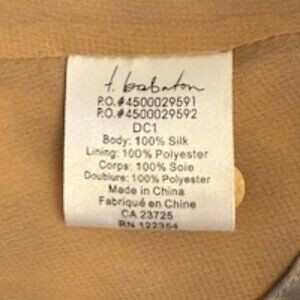 t. babaton
P.O.#4500029591
P.O.#4500029592
DC1
Body: 100% Silk
Lining: 100% Polyester
Corps: 100% Soie
Doublure: 100% Polyester
Made in China
Fabriqué en Chine
CA 23725
RN 122354